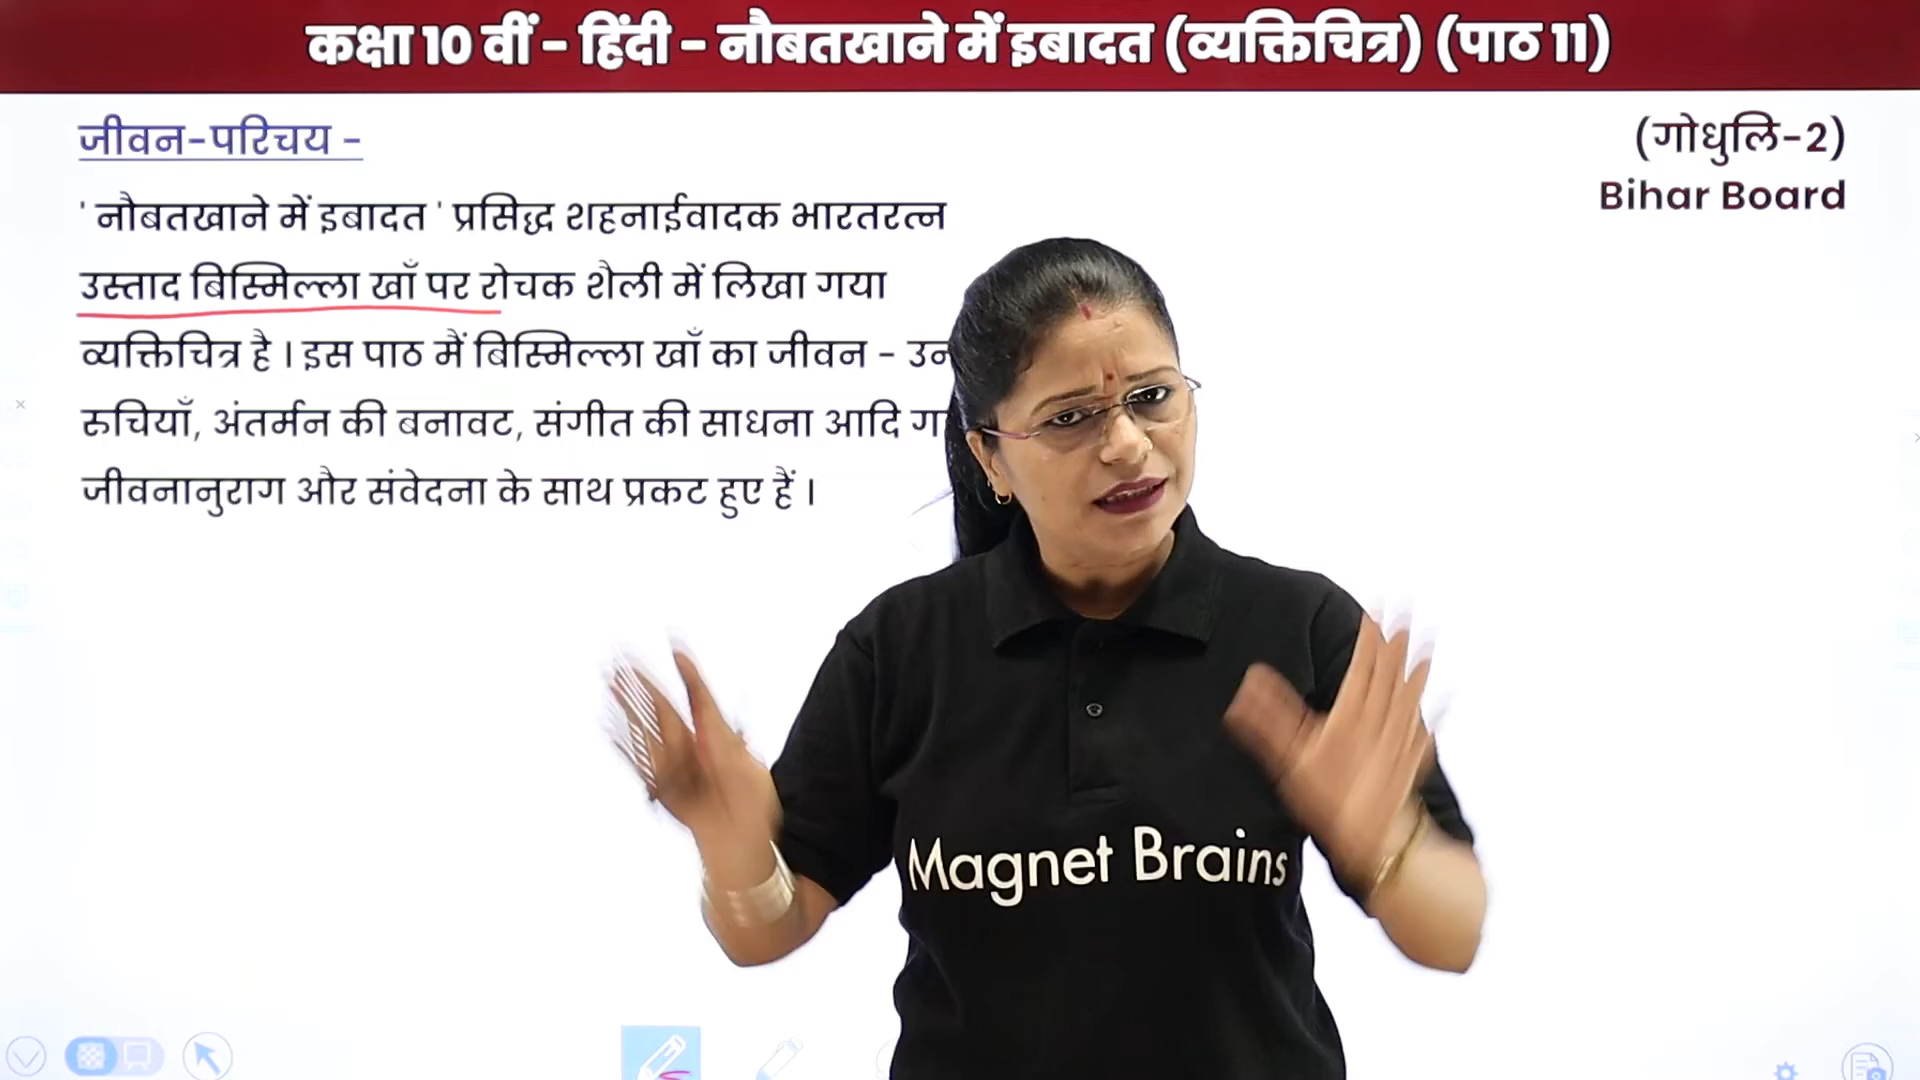 कक्षा 10 वीं - हिंदी - नौबतखाने में इबादत (व्यक्तिचित्र) (पाठ 11)
जीवन-परिचय -
(गोधुलि-2)
Bihar Board
' नौबतखाने में इबादत ' प्रसिद्ध शहनाईवादक भारतरत्न
उस्ताद बिस्मिल्ला खाँ पर रोचक शैली में लिखा गया
व्यक्तिचित्र है । इस पाठ मैं बिस्मिल्ला खाँ का जीवन -
रुचियाँ, अंतर्मन की बनावट, संगीत की साधना आदि
जीवनानुराग और संवेदना के साथ प्रकट हुए हैं ।
Magnet Brains